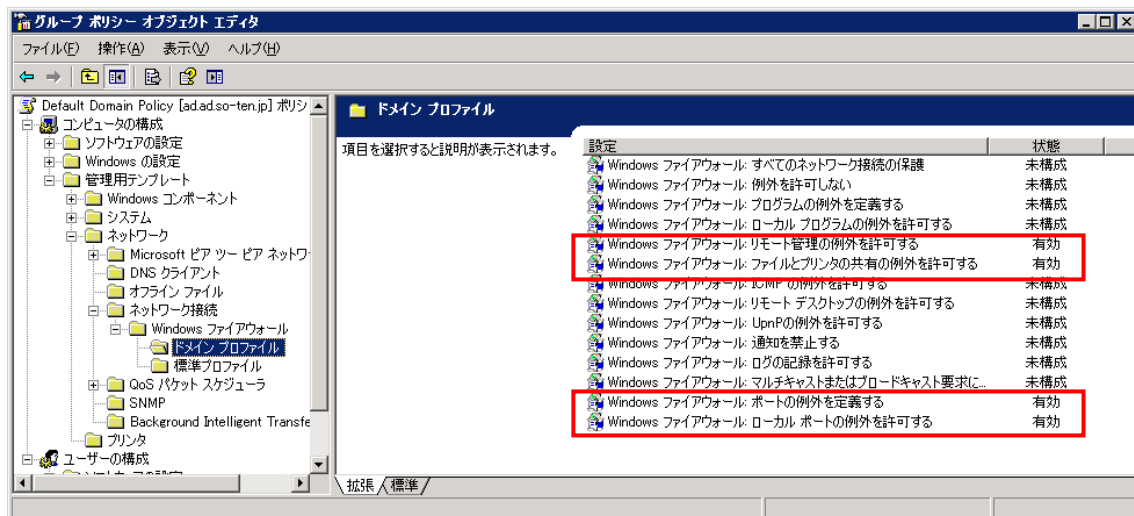 グループ ポリシー オブジェクト エディタ
ファイル(F) 操作(A) 表示(V) ヘルプ(H)
Default Domain Policy [ad.ad.so-ten.jp] ポリシ
コンピュータの構成
ソフトウェアの設定
Windows の設定
管理用テンプレート
Windows コンポーネント
システム
ネットワーク
Microsoft ピア ツー ピア ネットワ
DNS クライアント
オフライン ファイル
ネットワーク接続
Windows ファイアウォール
ドメイン プロファイル
標準プロファイル
QoS パケット スケジューラ
SNMP
Background Intelligent Transfe
プリンタ
ユーザーの構成
ドメイン プロファイル
項目を選択すると説明が表示されます。
設定 状態
Windows ファイアウォール: すべてのネットワーク接続の保護 未構成
Windows ファイアウォール: 例外を許可しない 未構成
Windows ファイアウォール: プログラムの例外を定義する 未構成
Windows ファイアウォール: ローカル プログラムの例外を許可する 未構成
Windows ファイアウォール: リモート管理の例外を許可する 有効
Windows ファイアウォール: ファイルとプリンタの共有の例外を許可する 有効
Windows ファイアウォール: ICMP の例外を許可する 未構成
Windows ファイアウォール: リモート デスクトップの例外を許可する 未構成
Windows ファイアウォール: UpnPの例外を許可する 未構成
Windows ファイアウォール: 通知を禁止する 未構成
Windows ファイアウォール: ログの記録を許可する 未構成
Windows ファイアウォール: マルチキャストまたはブロードキャスト要求に... 未構成
Windows ファイアウォール: ポートの例外を定義する 有効
Windows ファイアウォール: ローカル ポートの例外を許可する 有効
拡張 標準